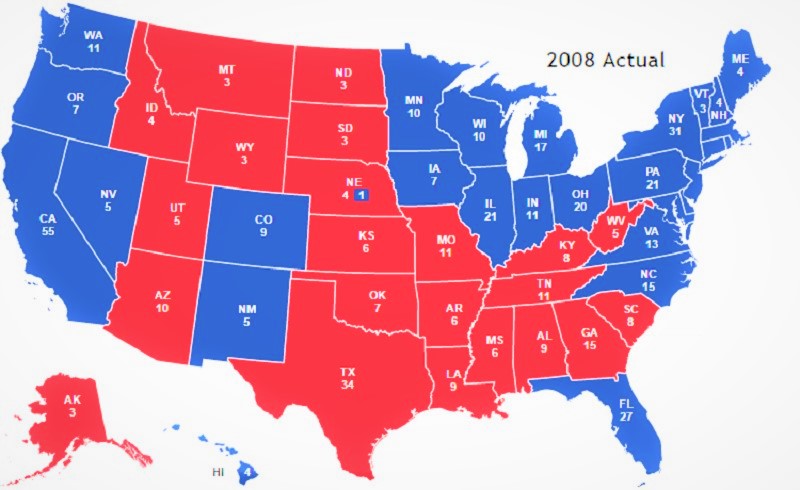 2008 Actual
WA
11
OR
7
CA
55
NV
5
ID
4
MT
3
WY
3
UT
5
AZ
10
CO
9
NM
5
ND
3
SD
3
NE
4 1
KS
6
OK
7
TX
34
MN
10
IA
7
MO
11
AR
6
LA
9
WI
10
IL
21
MI
17
IN
11
OH
20
KY
8
TN
11
MS
6
AL
9
GA
15
FL
27
SC
8
NC
15
VA
13
WV
5
PA
21
NY
31
VT
3
4
NH
ME
4
AK
3
HI 4